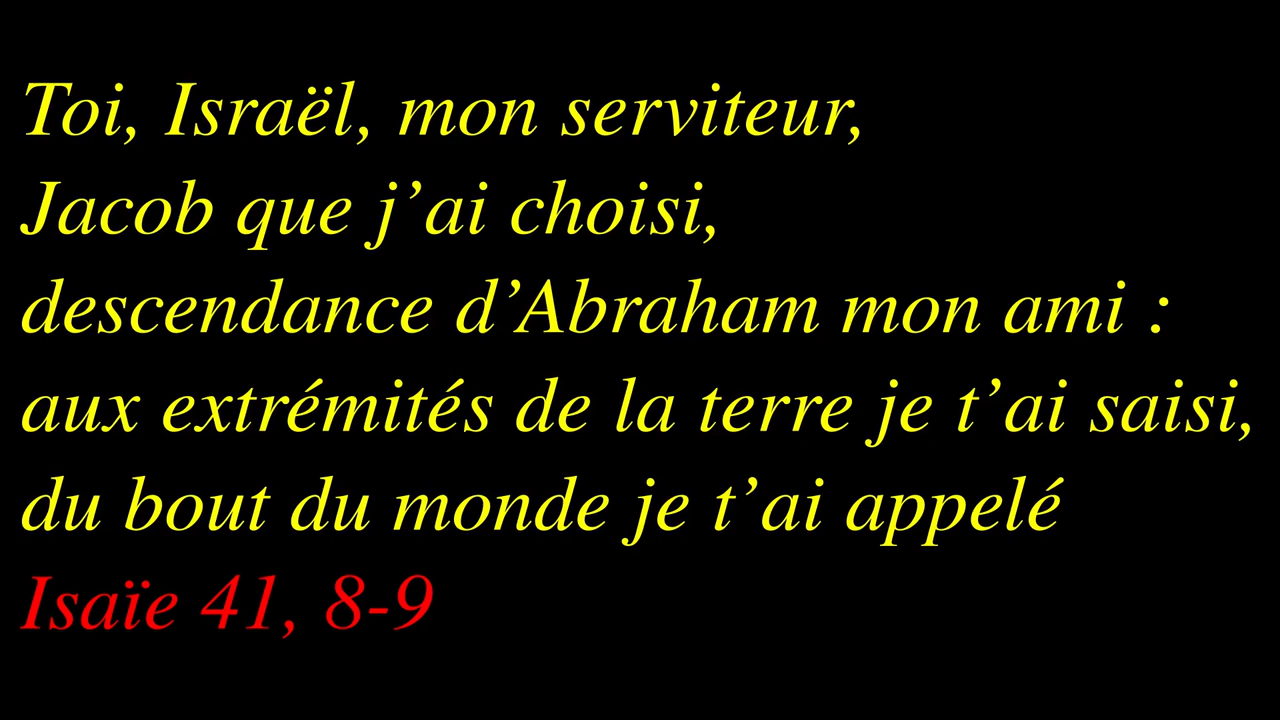 Toi, Israël, mon serviteur,
Jacob que j’ai choisi,
descendance d’Abraham mon ami :
aux extrémités de la terre je t’ai saisi,
du bout du monde je t’ai appelé
Isaïe 41, 8-9